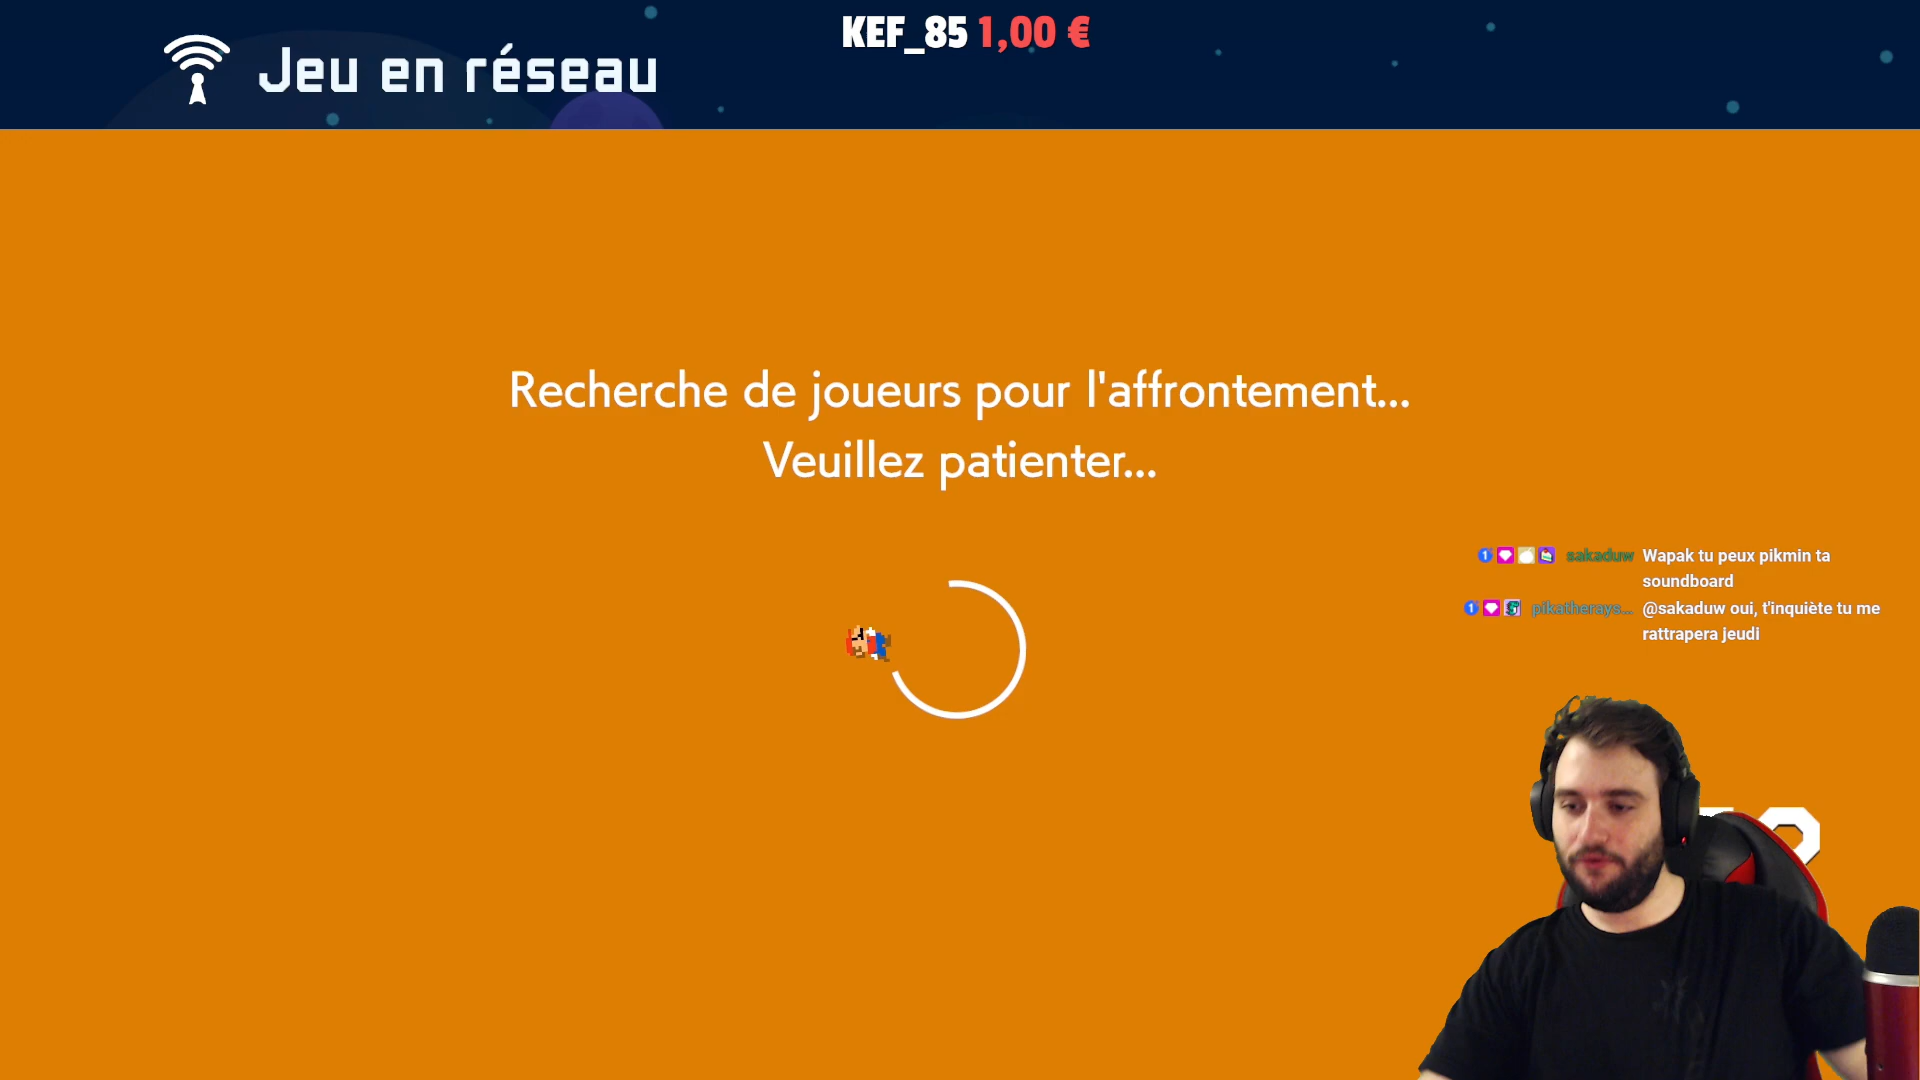 KEF_85 1,00 €
Jeu en réseau
Recherche de joueurs pour l'affrontement...
Veuillez patienter...
sakaduw Wapak tu peux pikmin ta
soundboard
pikatherays... @sakaduw oui, t'inquiète tu me
rattrapera jeudi